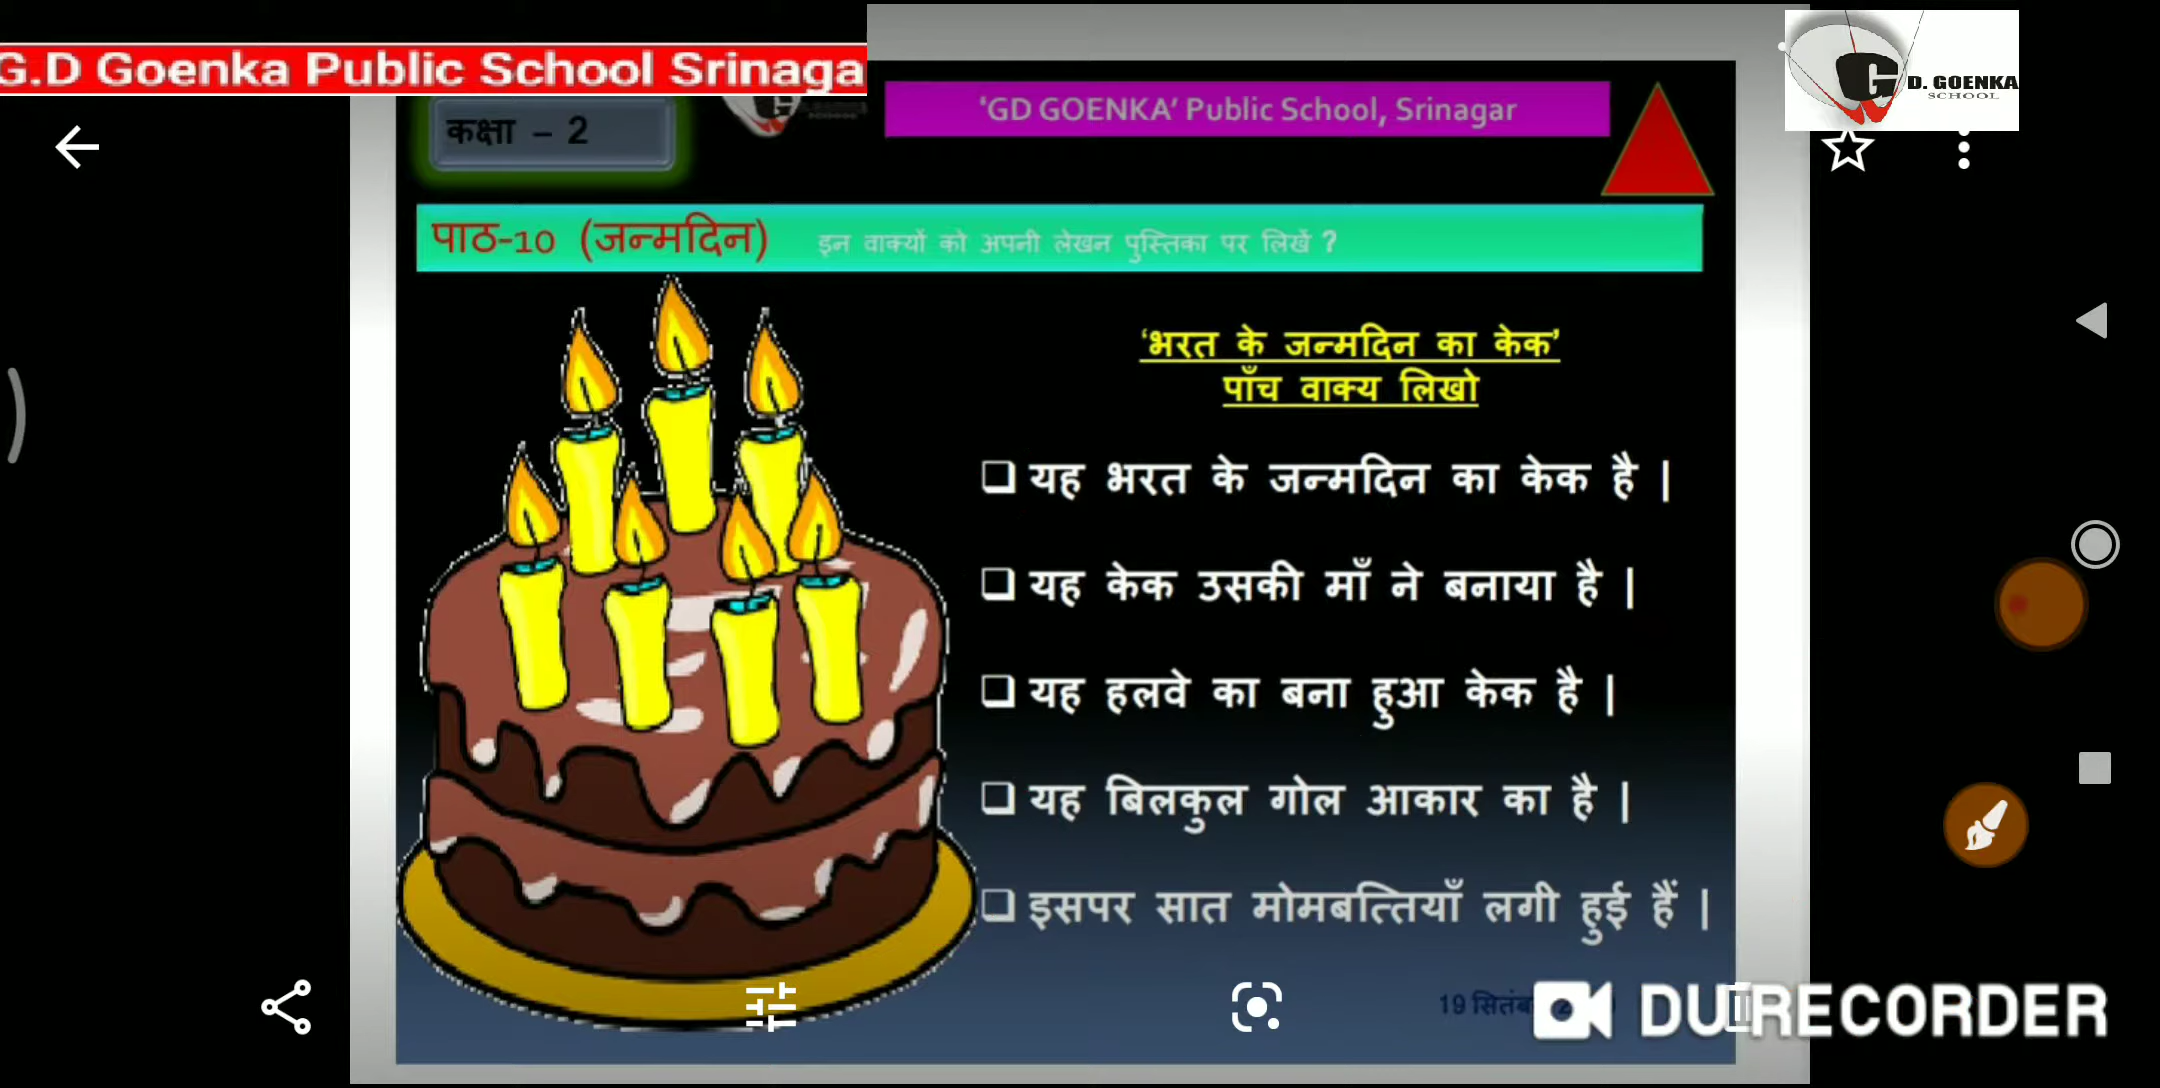 G.D Goenka Public School Srinaga
D. GOENKA
SCHOOL
कक्षा – 2
‘GD GOENKA’ Public School, Srinagar
पाठ-10 (जन्मदिन) इन वाक्यों को अपनी लेखन पुस्तिका पर लिखें ?
‘भरत के जन्मदिन का केक’
पाँच वाक्य लिखो
यह भरत के जन्मदिन का केक है |
यह केक उसकी माँ ने बनाया है |
यह हलवे का बना हुआ केक है |
यह बिलकुल गोल आकार का है |
इसपर सात मोमबत्तियाँ लगी हुई हैं |
19
DU RECORDER